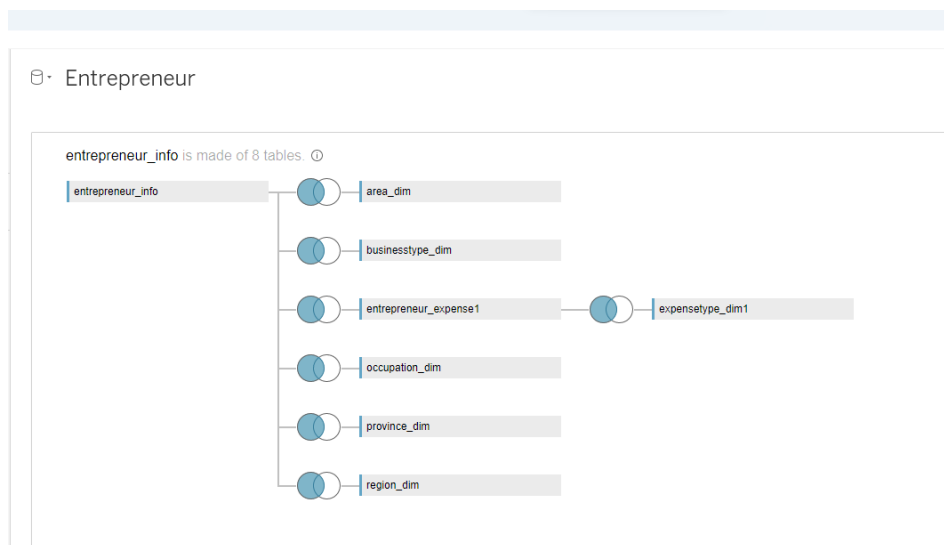 Entrepreneur
entrepreneur_info is made of 8 tables.
entrepreneur_info
area_dim
businesstype_dim
entrepreneur_expense1
expensetype_dim1
occupation_dim
province_dim
region_dim